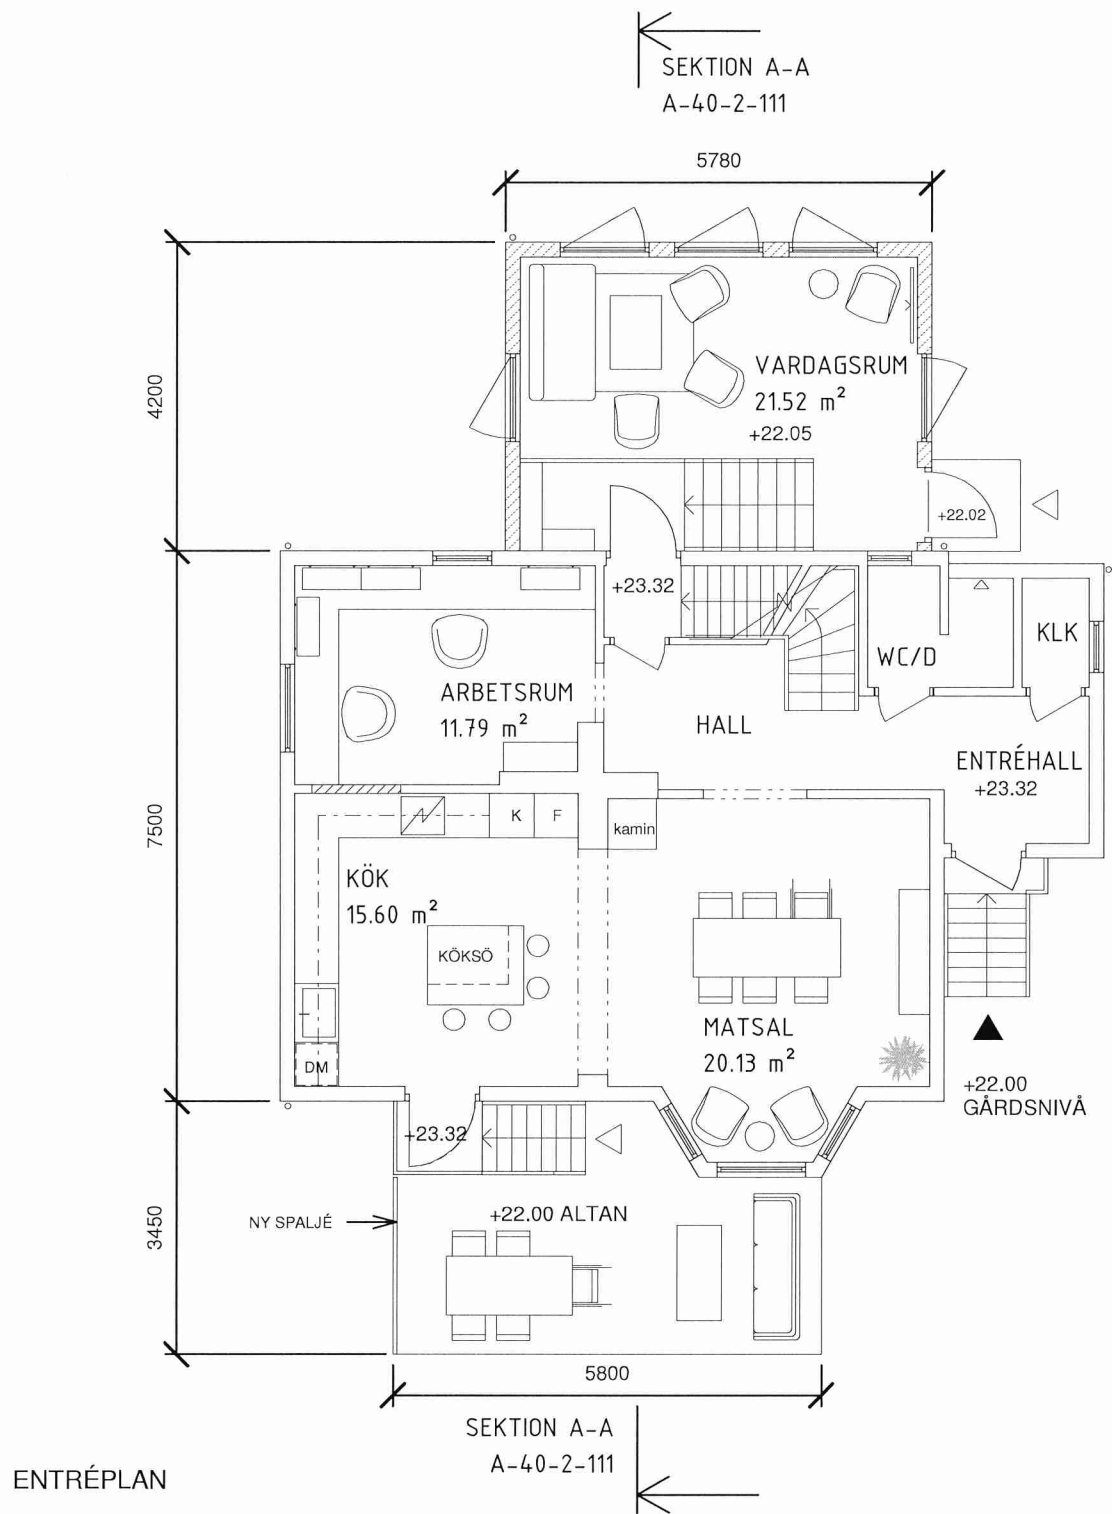 SEKTION A-A
A-40-2-111
5780
4200
VARDAGSRUM
21.52 m²
+22.05
+22.02
+23.32
KLK
WC/D
ARBETSRUM
11.79 m²
HALL
ENTRÉHALL
+23.32
7500
K
F
kamin
KÖK
15.60 m²
KÖKSÖ
MATSAL
20.13 m²
DM
+22.00
GÅRDSNIVÅ
+23.32
3450
NY SPALJÉ
+22.00 ALTAN
5800
SEKTION A-A
A-40-2-111
ENTRÉPLAN